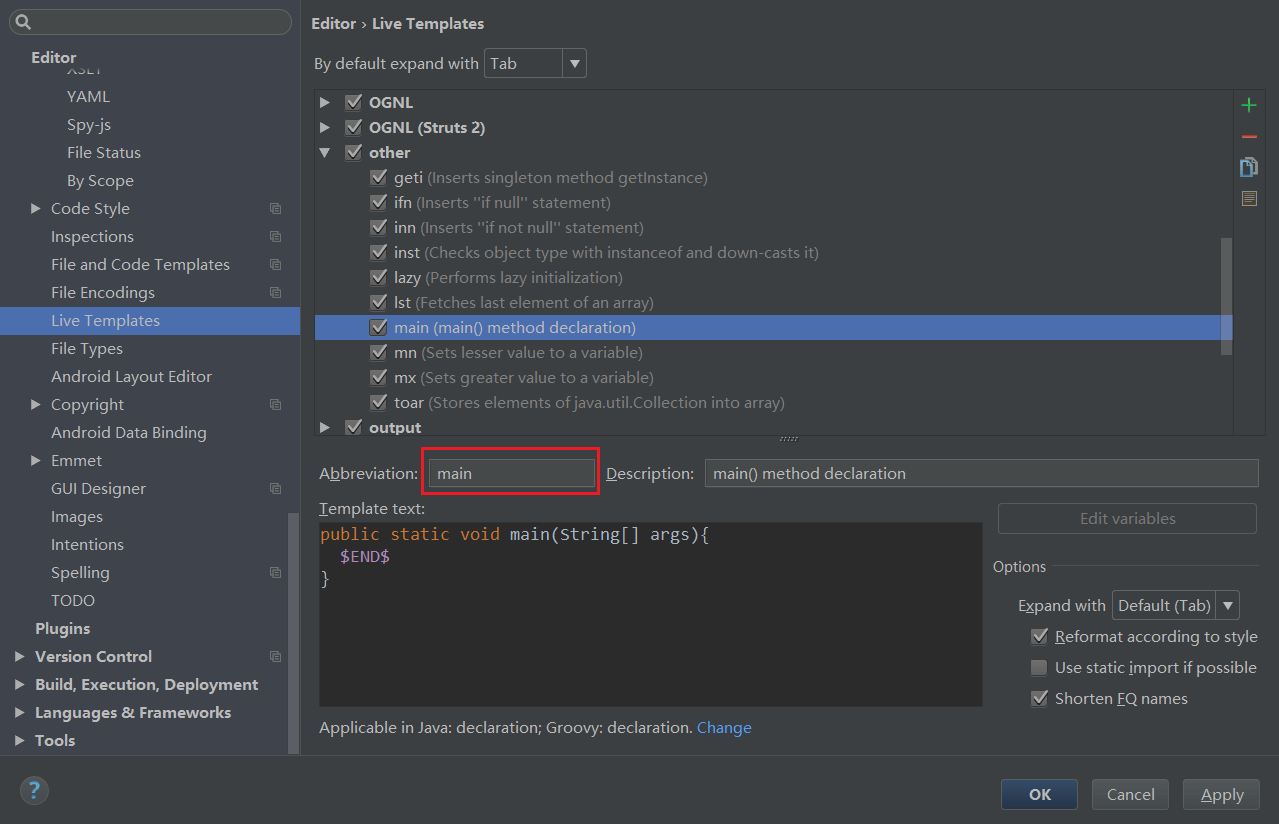 Editor
XSLT
YAML
Spy-js
File Status
By Scope
Code Style
Inspections
File and Code Templates
File Encodings
Live Templates
File Types
Android Layout Editor
Copyright
Android Data Binding
Emmet
GUI Designer
Images
Intentions
Spelling
TODO
Plugins
Version Control
Build, Execution, Deployment
Languages & Frameworks
Tools
?
Editor › Live Templates
By default expand with Tab
OGNL
OGNL (Struts 2)
other
geti (Inserts singleton method getInstance)
ifn (Inserts ''if null'' statement)
inn (Inserts ''if not null'' statement)
inst (Checks object type with instanceof and down-casts it)
lazy (Performs lazy initialization)
lst (Fetches last element of an array)
main (main() method declaration)
mn (Sets lesser value to a variable)
mx (Sets greater value to a variable)
toar (Stores elements of java.util.Collection into array)
output
Abbreviation: main Description: main() method declaration
Template text:
public static void main(String[] args){
  $END$
}
Edit variables
Options
Expand with Default (Tab)
Reformat according to style
Use static import if possible
Shorten FQ names
Applicable in Java: declaration; Groovy: declaration. Change
OK Cancel Apply